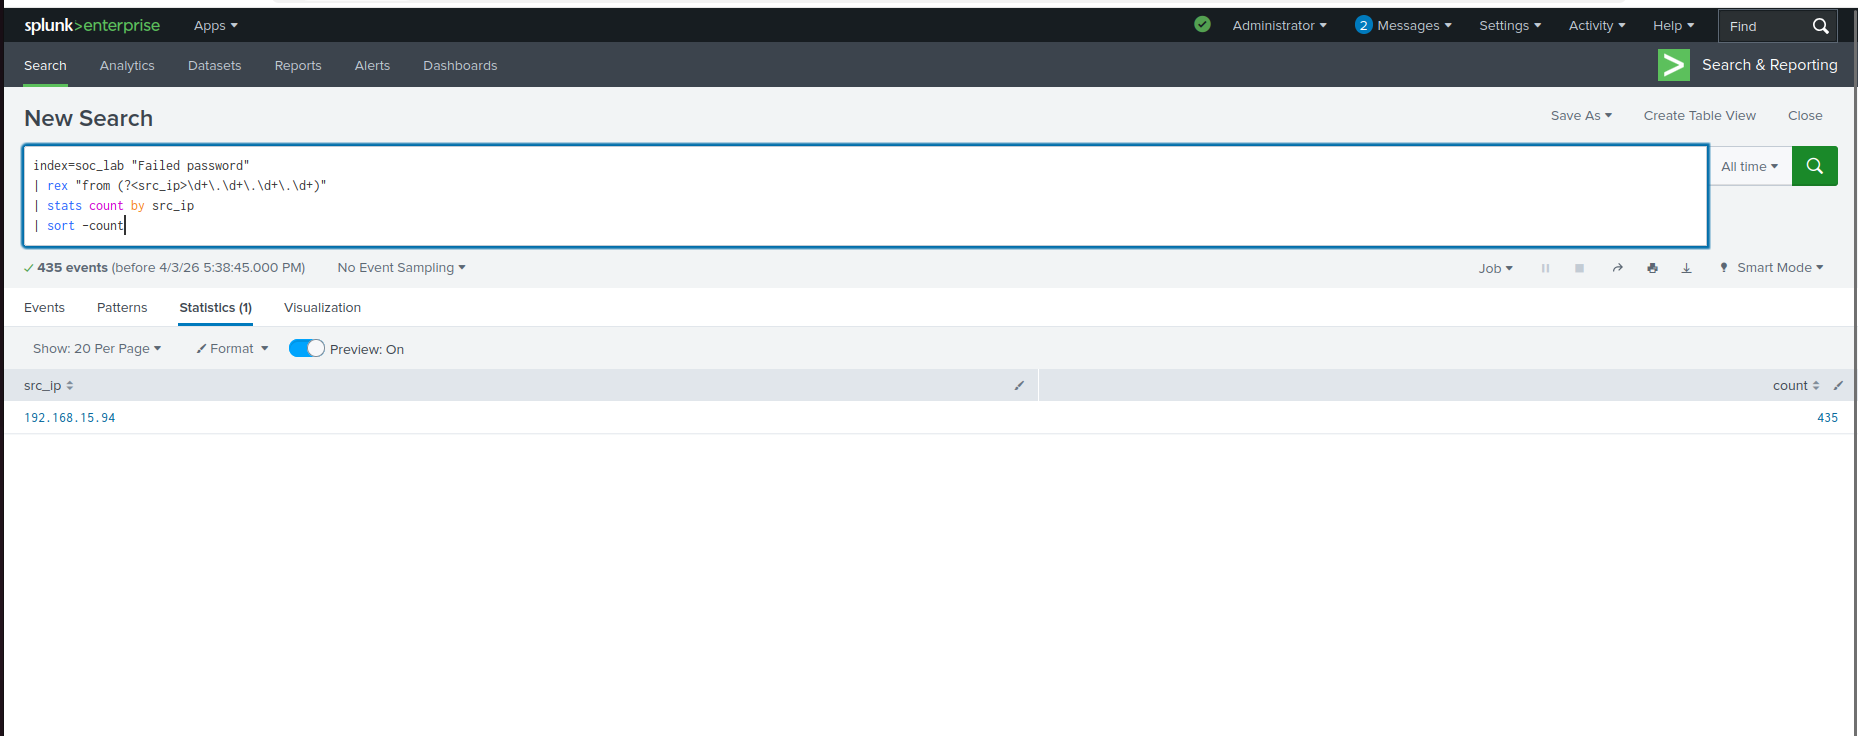 splunk>enterprise Apps Administrator 2 Messages Settings Activity Help Find
Search Analytics Datasets Reports Alerts Dashboards > Search & Reporting
New Search Save As Create Table View Close
index=soc_lab "Failed password"
| rex "from (?<src_ip>\d+\.\d+\.\d+\.\d+)"
| stats count by src_ip
| sort -count
All time
435 events (before 4/3/26 5:38:45.000 PM) No Event Sampling Job Smart Mode
Events Patterns Statistics (1) Visualization
Show: 20 Per Page Format Preview: On
src_ip count
192.168.15.94 435